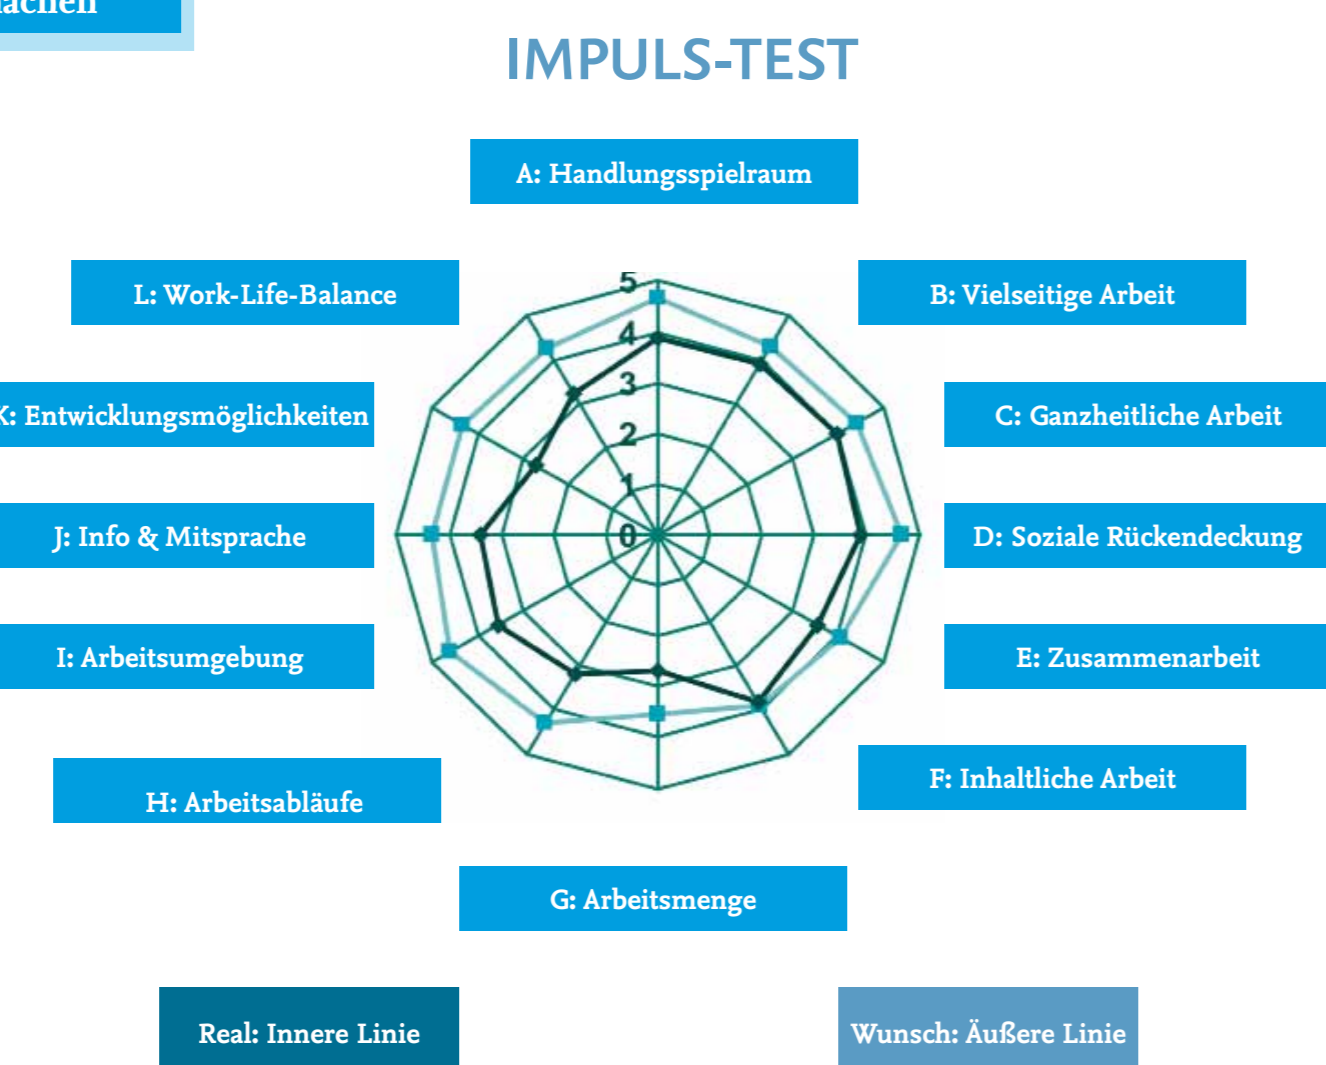 IMPULS-TEST
A: Handlungsspielraum
L: Work-Life-Balance
B: Vielseitige Arbeit
K: Entwicklungsmöglichkeiten
C: Ganzheitliche Arbeit
J: Info & Mitsprache
D: Soziale Rückendeckung
I: Arbeitsumgebung
E: Zusammenarbeit
H: Arbeitsabläufe
F: Inhaltliche Arbeit
G: Arbeitsmenge
5
4
3
2
1
0
Real: Innere Linie
Wunsch: Äußere Linie